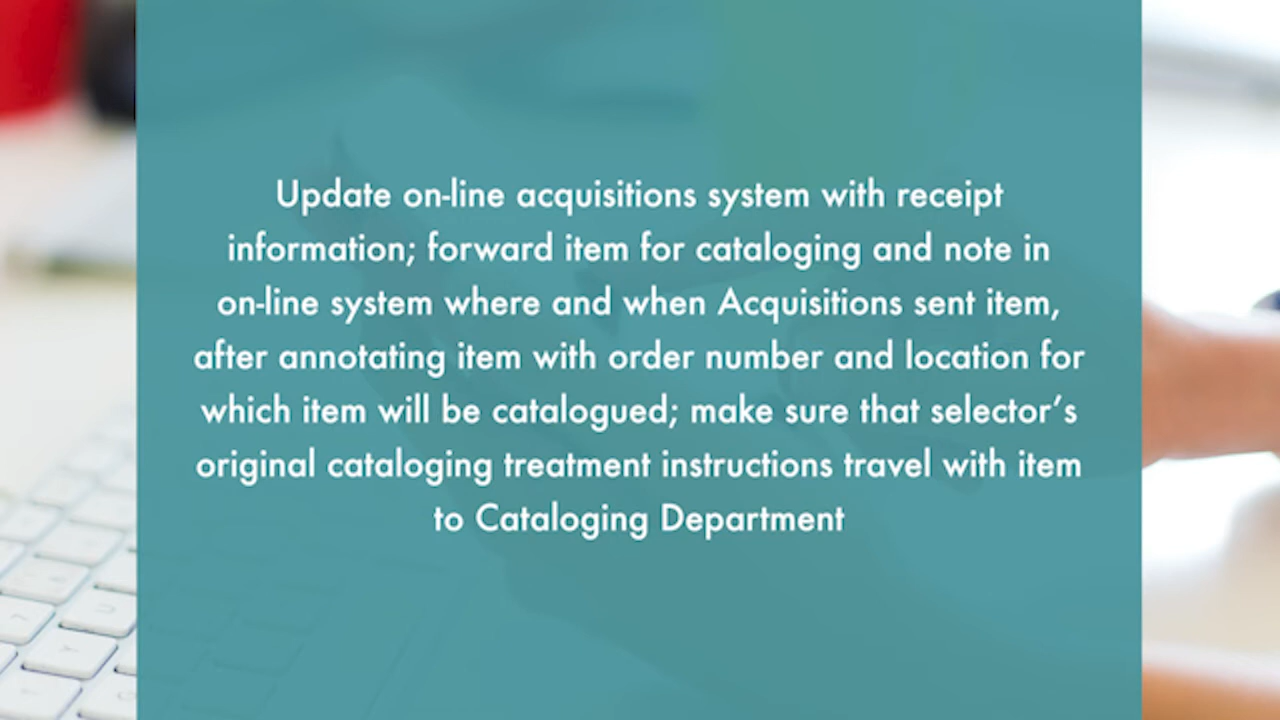 Update on-line acquisitions system with receipt
information; forward item for cataloging and note in
on-line system where and when Acquisitions sent item,
after annotating item with order number and location for
which item will be catalogued; make sure that selector’s
original cataloging treatment instructions travel with item
to Cataloging Department